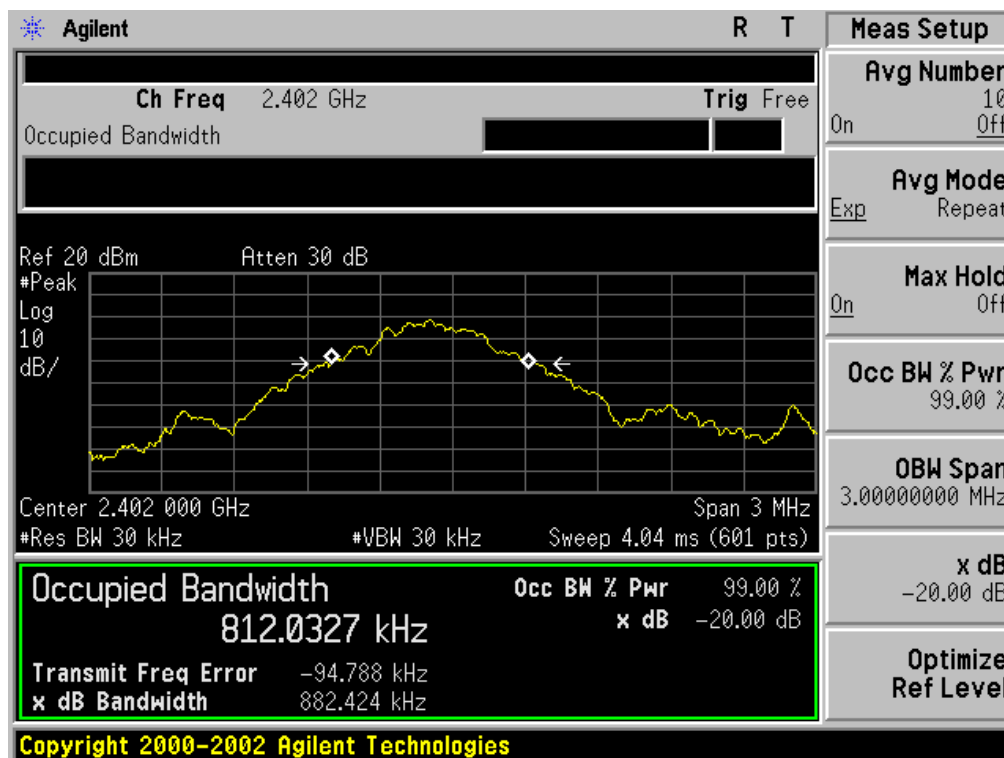 Agilent R T
Ch Freq 2.402 GHz Trig Free
Occupied Bandwidth
Ref 20 dBm Atten 30 dB
#Peak
Log
10
dB/
Center 2.402 000 GHz Span 3 MHz
#Res BW 30 kHz #VBW 30 kHz Sweep 4.04 ms (601 pts)
Occupied Bandwidth Occ BW % Pwr 99.00 %
812.0327 kHz x dB -20.00 dB
Transmit Freq Error -94.788 kHz
x dB Bandwidth 882.424 kHz
Copyright 2000-2002 Agilent Technologies
Meas Setup
Avg Number
10
On Off
Avg Mode
Exp Repeat
Max Hold
On Off
Occ BW % Pwr
99.00 %
OBW Span
3.00000000 MHz
x dB
-20.00 dB
Optimize
Ref Level